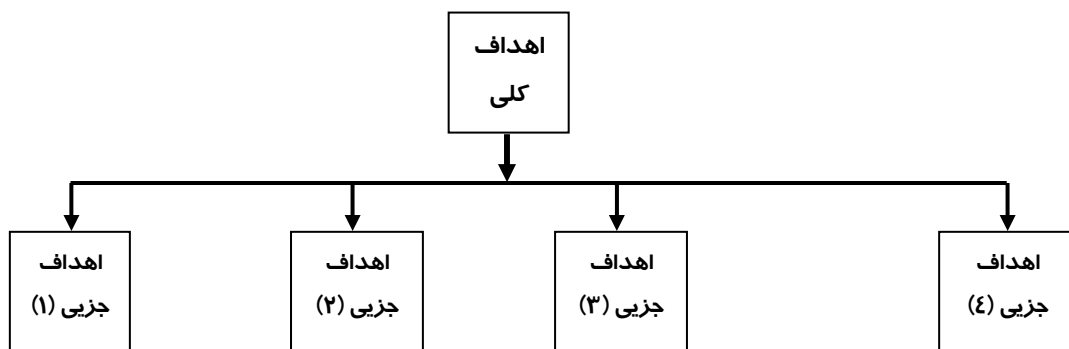 اهداف
کلی
اهداف
جزیی (۱)
اهداف
جزیی (۲)
اهداف
جزیی (۳)
اهداف
جزیی (٤)